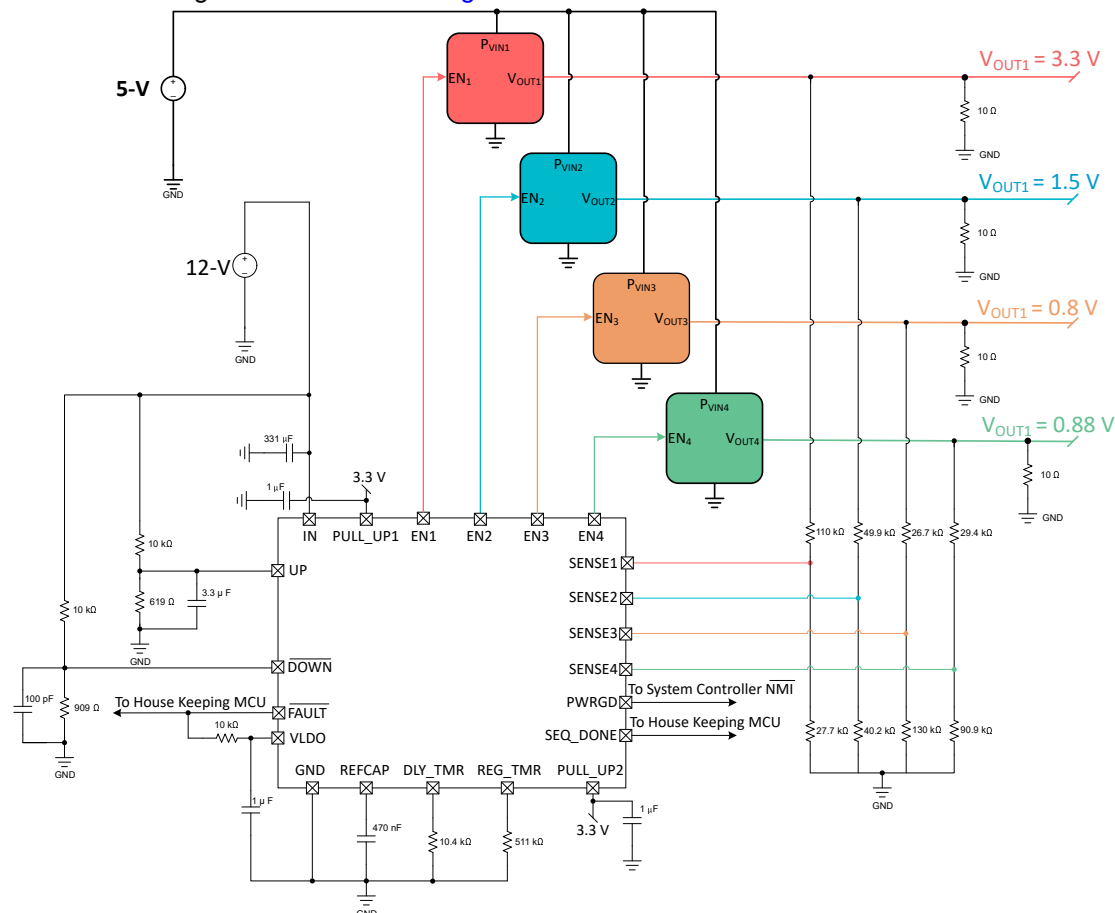 P_VIN1
EN_1
V_OUT1
V_OUT1 = 3.3 V
5-V
10 Ω
GND
P_VIN2
EN_2
V_OUT2
V_OUT1 = 1.5 V
GND
10 Ω
GND
12-V
P_VIN3
EN_3
V_OUT3
V_OUT1 = 0.8 V
GND
10 Ω
GND
P_VIN4
EN_4
V_OUT4
V_OUT1 = 0.88 V
331 µF
3.3 V
1 µF
10 Ω
GND
IN
PULL_UP1
EN1
EN2
EN3
EN4
110 kΩ
49.9 kΩ
26.7 kΩ
29.4 kΩ
10 kΩ
UP
SENSE1
619 Ω
3.3 µ F
10 kΩ
SENSE2
GND
SENSE3
DOWN
SENSE4
100 pF
909 Ω
To House Keeping MCU
FAULT
PWRGD
To System Controller NMI
10 kΩ
VLDO
SEQ_DONE
To House Keeping MCU
27.7 kΩ
40.2 kΩ
130 kΩ
90.9 kΩ
GND
GND
REFCAP
DLY_TMR
REG_TMR
PULL_UP2
GND
1 µ F
470 nF
10.4 kΩ
511 kΩ
3.3 V
1 µF
GND